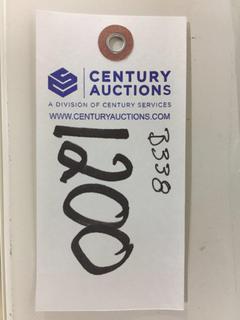 CENTURY
AUCTIONS
A DIVISION OF CENTURY SERVICES
WWW.CENTURYAUCTIONS.COM
B338
1200